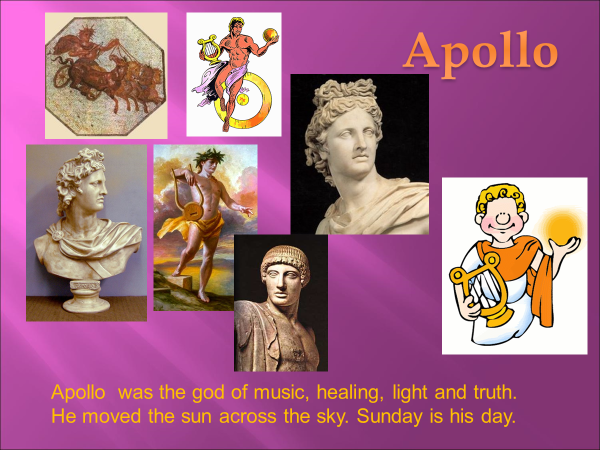 Apollo
Apollo  was the god of music, healing, light and truth.
He moved the sun across the sky. Sunday is his day.